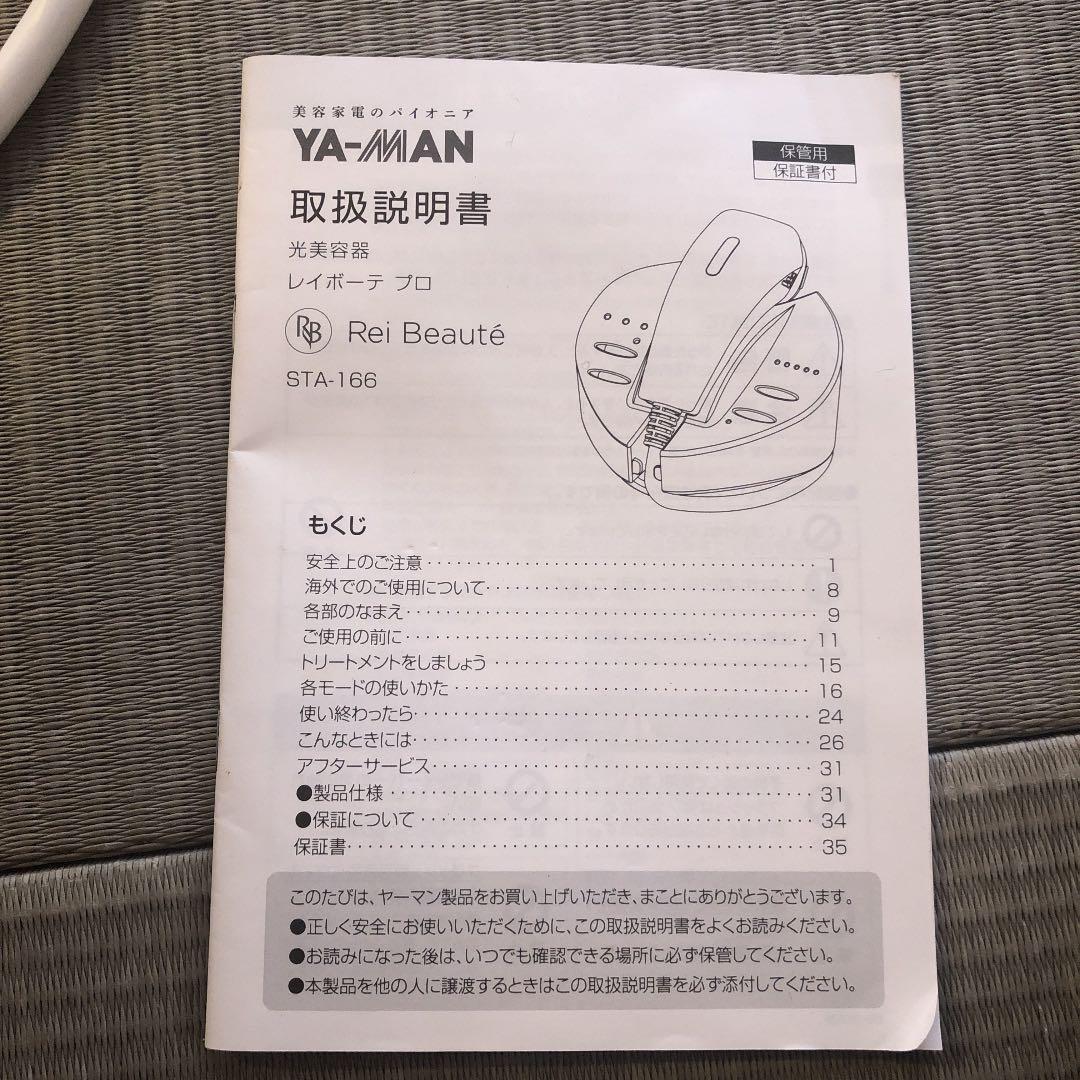 美容家電のパイオニア
YA-MAN
保管用
保証書付
取扱説明書
光美容器
レイボーテ プロ
RB Rei Beauté
STA-166
もくじ
安全上のご注意 1
海外でのご使用について 8
各部のなまえ 9
ご使用の前に 11
トリートメントをしましょう 15
各モードの使いかた 16
使い終わったら 24
こんなときには 26
アフターサービス 31
●製品仕様 31
●保証について 34
保証書 35
このたびは、ヤーマン製品をお買い上げいただき、まことにありがとうございます。
●正しく安全にお使いいただくために、この取扱説明書をよくお読みください。
●お読みになった後は、いつでも確認できる場所に必ず保管してください。
●本製品を他の人に譲渡するときはこの取扱説明書を必ず添付してください。